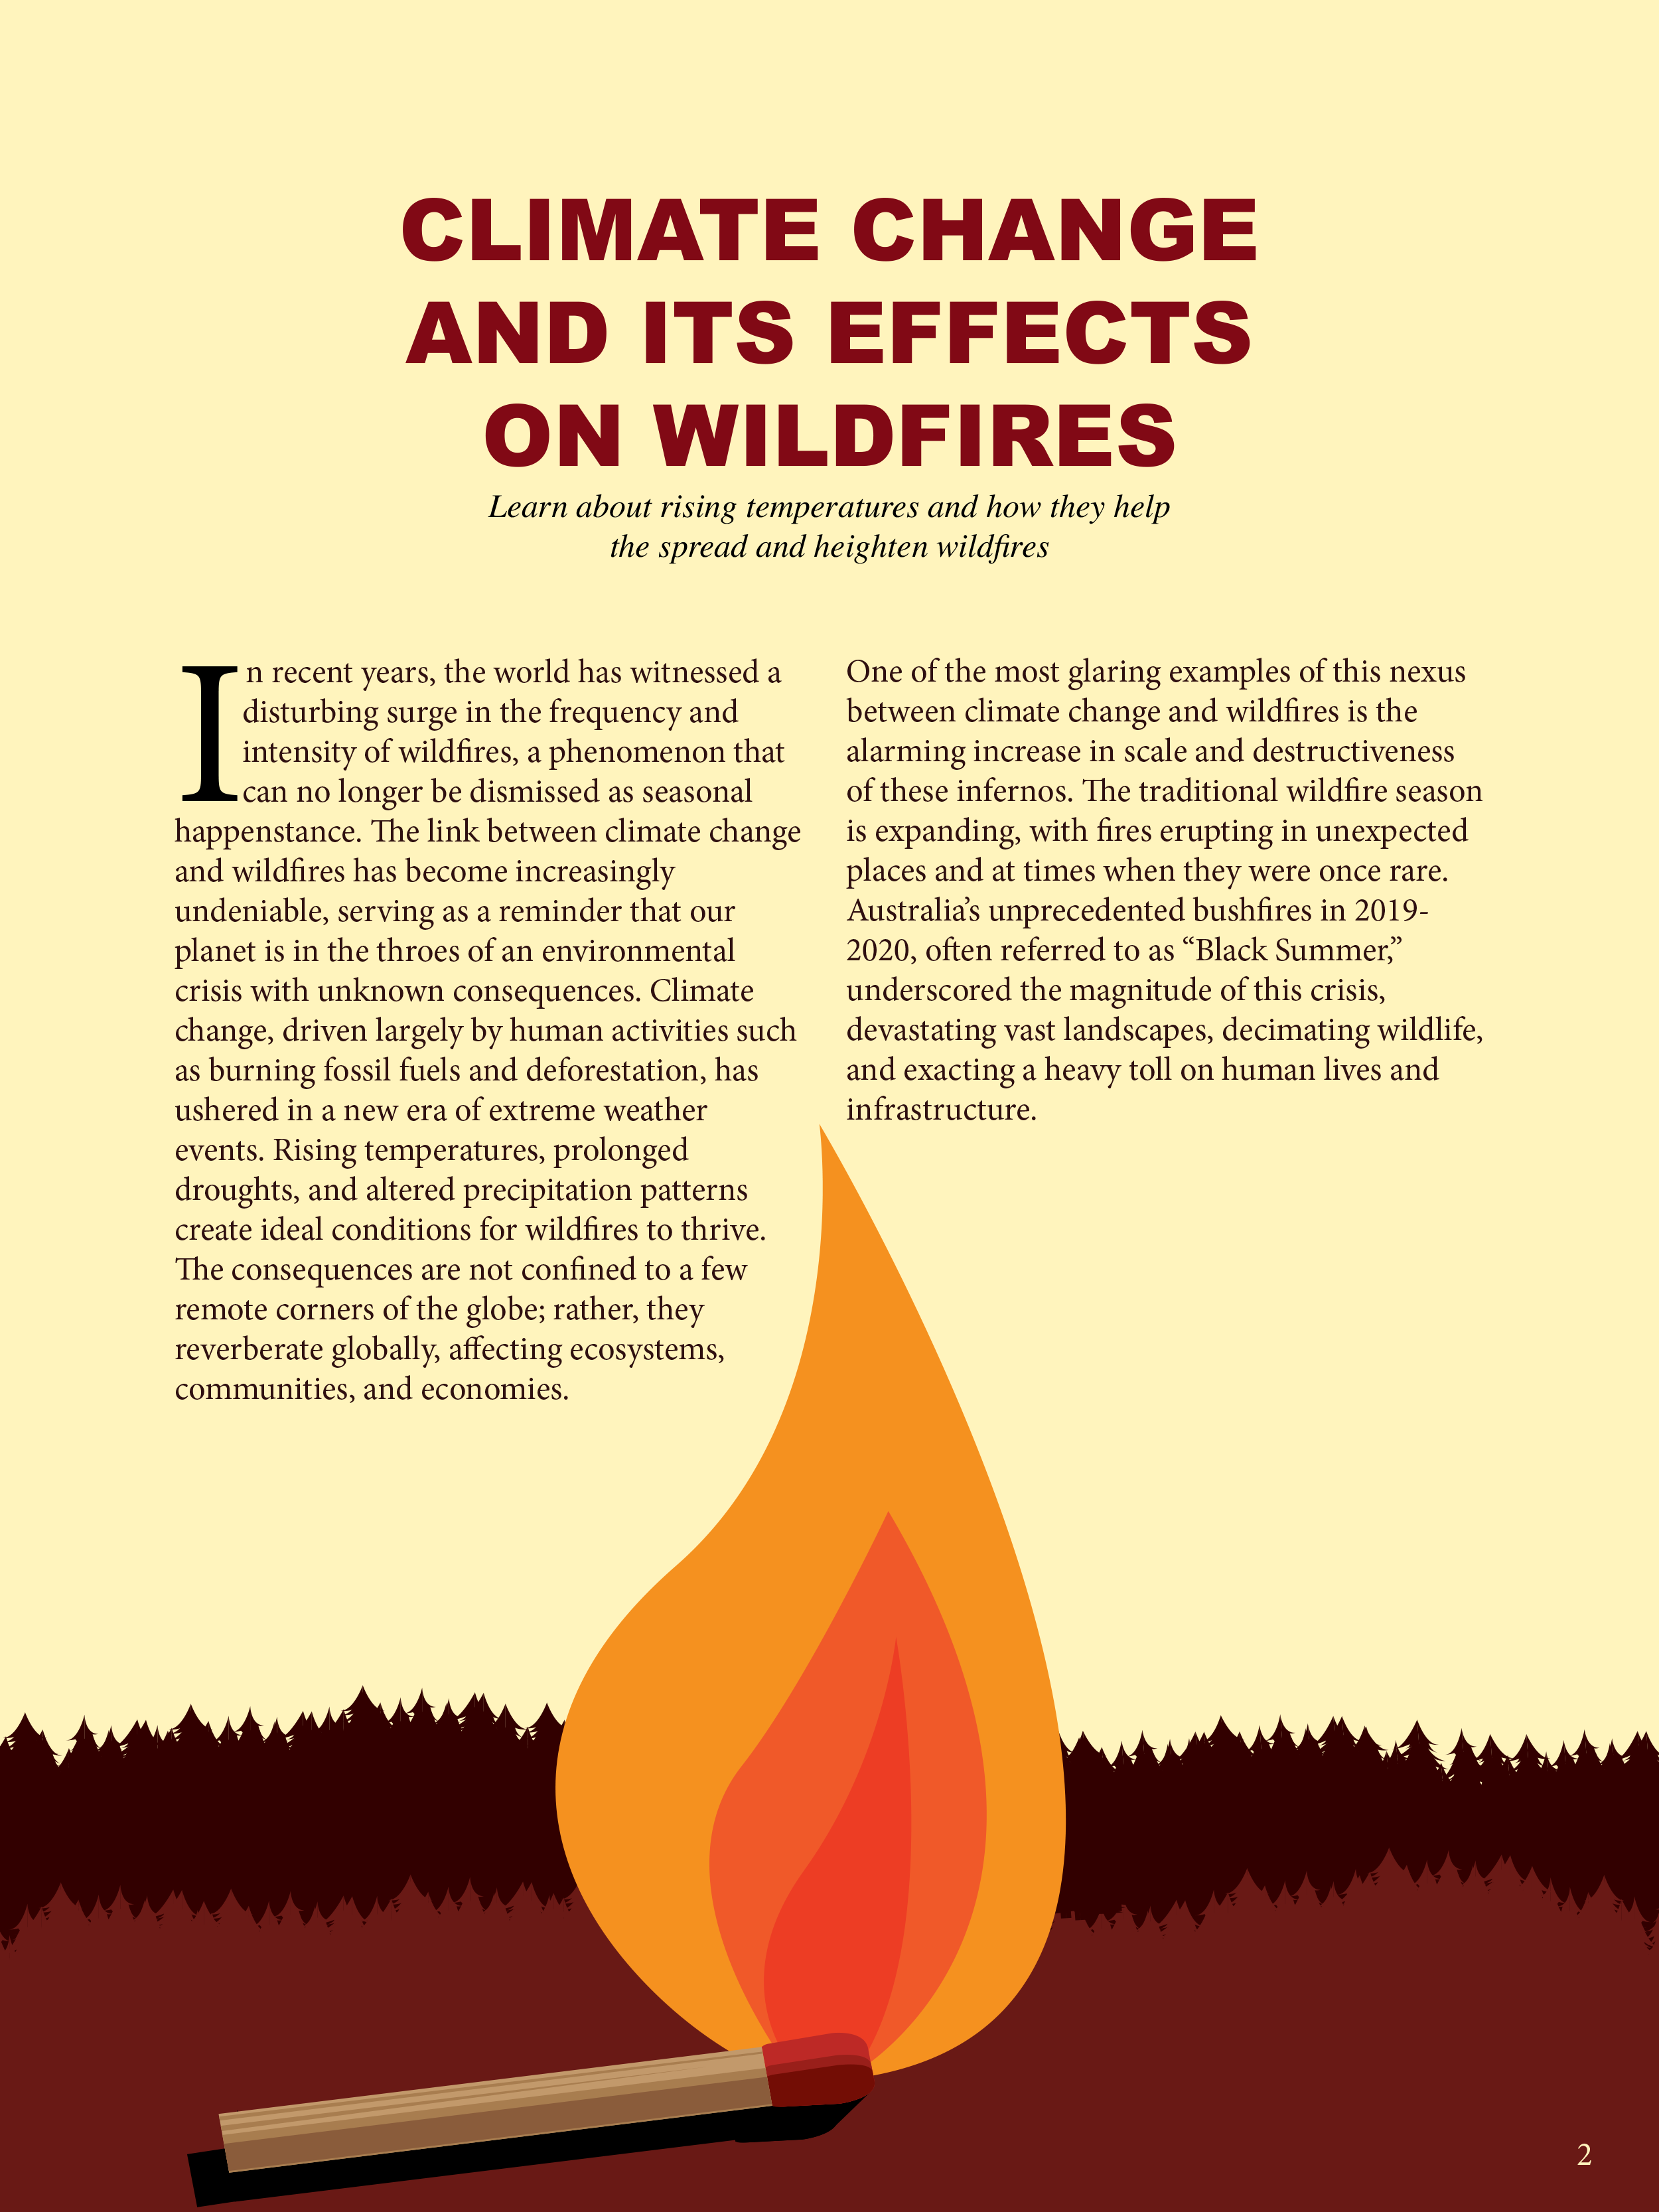 CLIMATE CHANGE
AND ITS EFFECTS
ON WILDFIRES
Learn about rising temperatures and how they help
the spread and heighten wildfires
In recent years, the world has witnessed a
disturbing surge in the frequency and
intensity of wildfires, a phenomenon that
can no longer be dismissed as seasonal
happenstance. The link between climate change
and wildfires has become increasingly
undeniable, serving as a reminder that our
planet is in the throes of an environmental
crisis with unknown consequences. Climate
change, driven largely by human activities such
as burning fossil fuels and deforestation, has
ushered in a new era of extreme weather
events. Rising temperatures, prolonged
droughts, and altered precipitation patterns
create ideal conditions for wildfires to thrive.
The consequences are not confined to a few
remote corners of the globe; rather, they
reverberate globally, affecting ecosystems,
communities, and economies.
One of the most glaring examples of this nexus
between climate change and wildfires is the
alarming increase in scale and destructiveness
of these infernos. The traditional wildfire season
is expanding, with fires erupting in unexpected
places and at times when they were once rare.
Australia’s unprecedented bushfires in 2019-
2020, often referred to as “Black Summer,”
underscored the magnitude of this crisis,
devastating vast landscapes, decimating wildlife,
and exacting a heavy toll on human lives and
infrastructure.
2